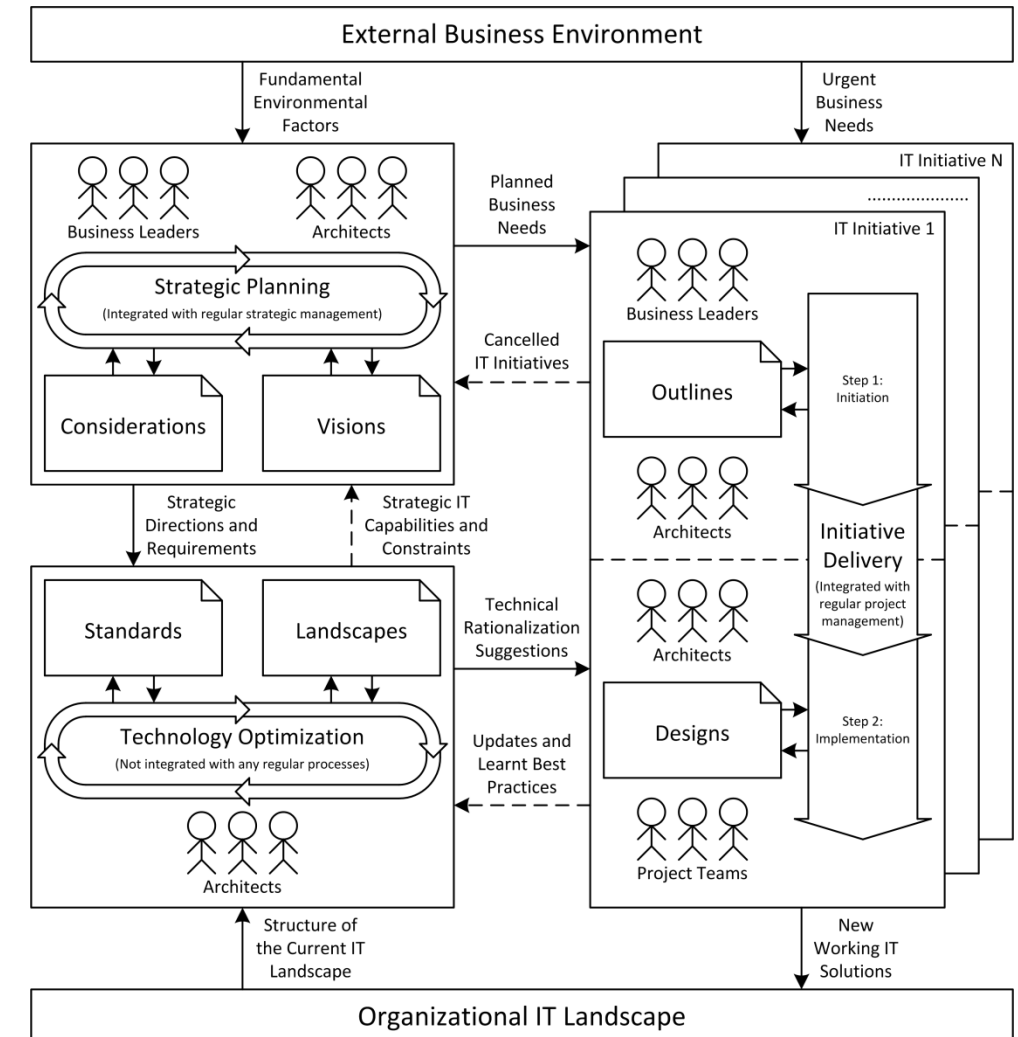 External Business Environment
Fundamental
Environmental
Factors
Urgent
Business
Needs
Business Leaders
Architects
Strategic Planning
(Integrated with regular strategic management)
Considerations
Visions
Planned
Business
Needs
Cancelled
IT Initiatives
IT Initiative N
.....................
IT Initiative 1
Business Leaders
Outlines
Step 1:
Initiation
Architects
Initiative
Delivery
(Integrated with
regular project
management)
Architects
Designs
Step 2:
Implementation
Project Teams
Strategic
Directions and
Requirements
Strategic IT
Capabilities and
Constraints
Standards
Landscapes
Technology Optimization
(Not integrated with any regular processes)
Architects
Technical
Rationalization
Suggestions
Updates and
Learnt Best
Practices
Structure of
the Current IT
Landscape
New
Working IT
Solutions
Organizational IT Landscape